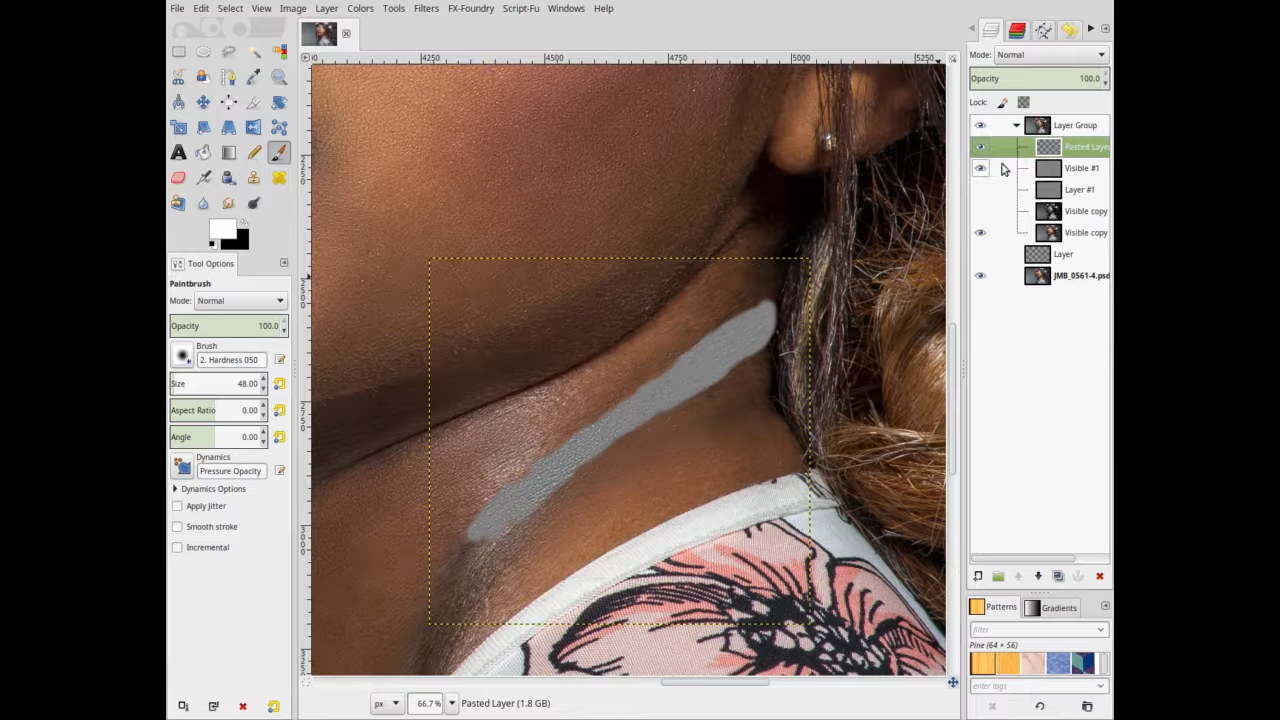 File Edit Select View Image Layer Colors Tools Filters FX-Foundry Script-Fu Windows Help
4250 4500 4750 5000 5250
Mode: Normal
Opacity 100.0
Lock:
Layer Group
Pasted Laye
Visible #1
Layer #1
Visible copy
Visible copy
Layer
JMB_0561-4.psd
Tool Options
Paintbrush
Mode: Normal
Opacity 100.0
Brush
2. Hardness 050
Size 48.00
Aspect Ratio 0.00
Angle 0.00
Dynamics
Pressure Opacity
Dynamics Options
Apply Jitter
Smooth stroke
Incremental
Patterns Gradients
filter
Pine (64 × 56)
enter tags
px 66.7% Pasted Layer (1.8 GB)